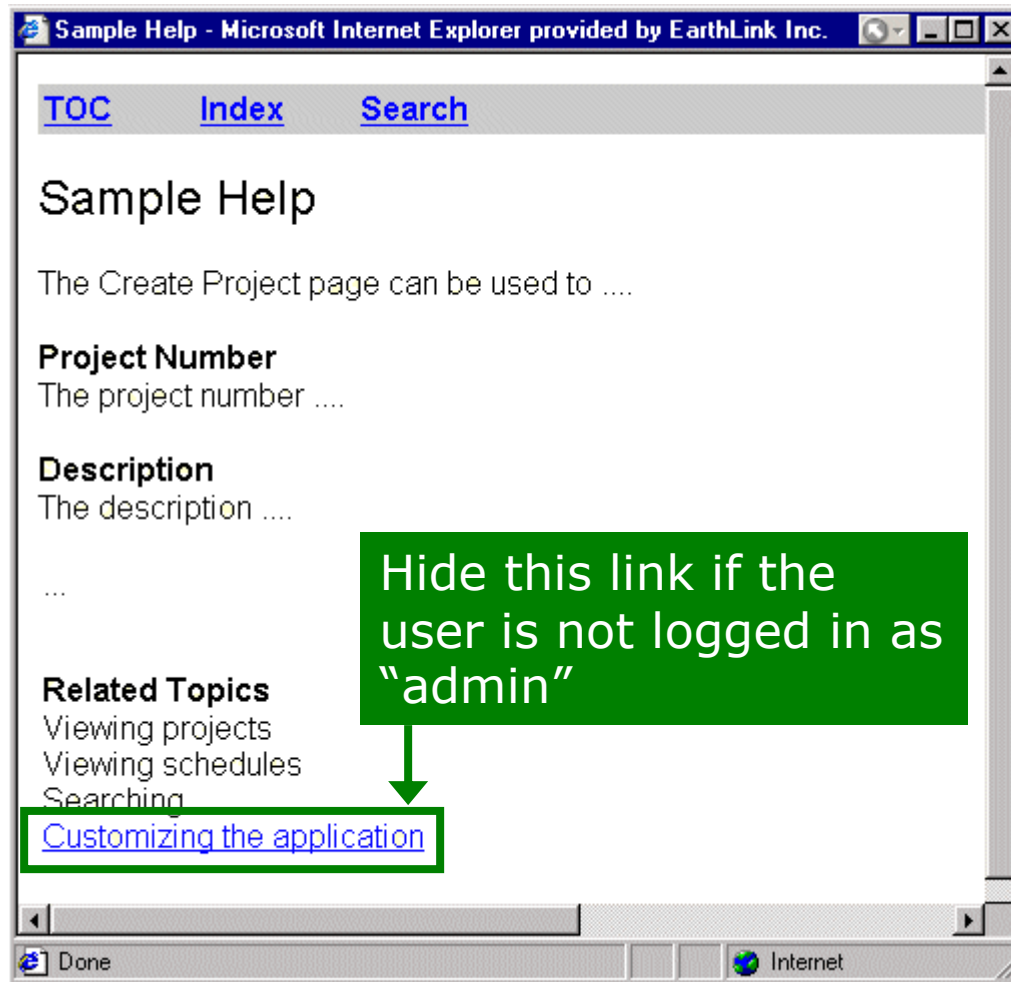 Sample Help - Microsoft Internet Explorer provided by EarthLink Inc.
TOC Index Search
Sample Help
The Create Project page can be used to ....
Project Number
The project number ....
Description
The description ....
...
Hide this link if the
user is not logged in as
“admin”
Related Topics
Viewing projects
Viewing schedules
Searching
Customizing the application
Done Internet